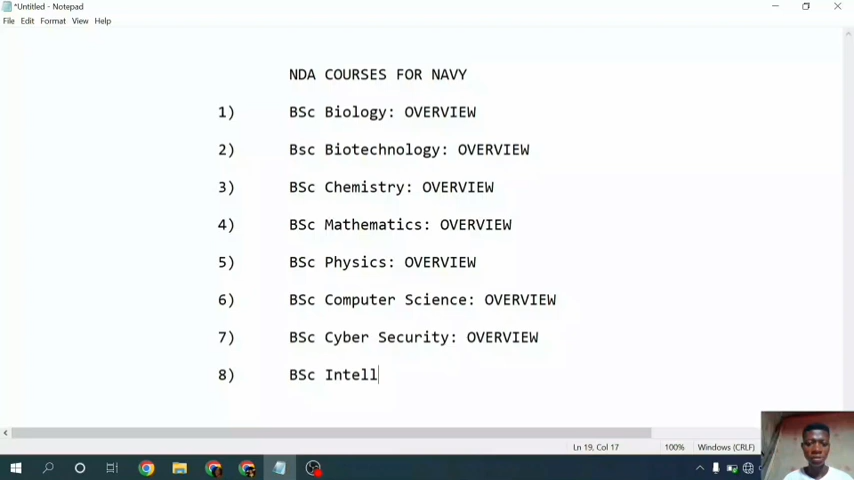 *Untitled - Notepad
File Edit Format View Help
NDA COURSES FOR NAVY
1) BSc Biology: OVERVIEW
2) BSc Biotechnology: OVERVIEW
3) BSc Chemistry: OVERVIEW
4) BSc Mathematics: OVERVIEW
5) BSc Physics: OVERVIEW
6) BSc Computer Science: OVERVIEW
7) BSc Cyber Security: OVERVIEW
8) BSc Intell
Ln 19, Col 17 100% Windows (CRLF)